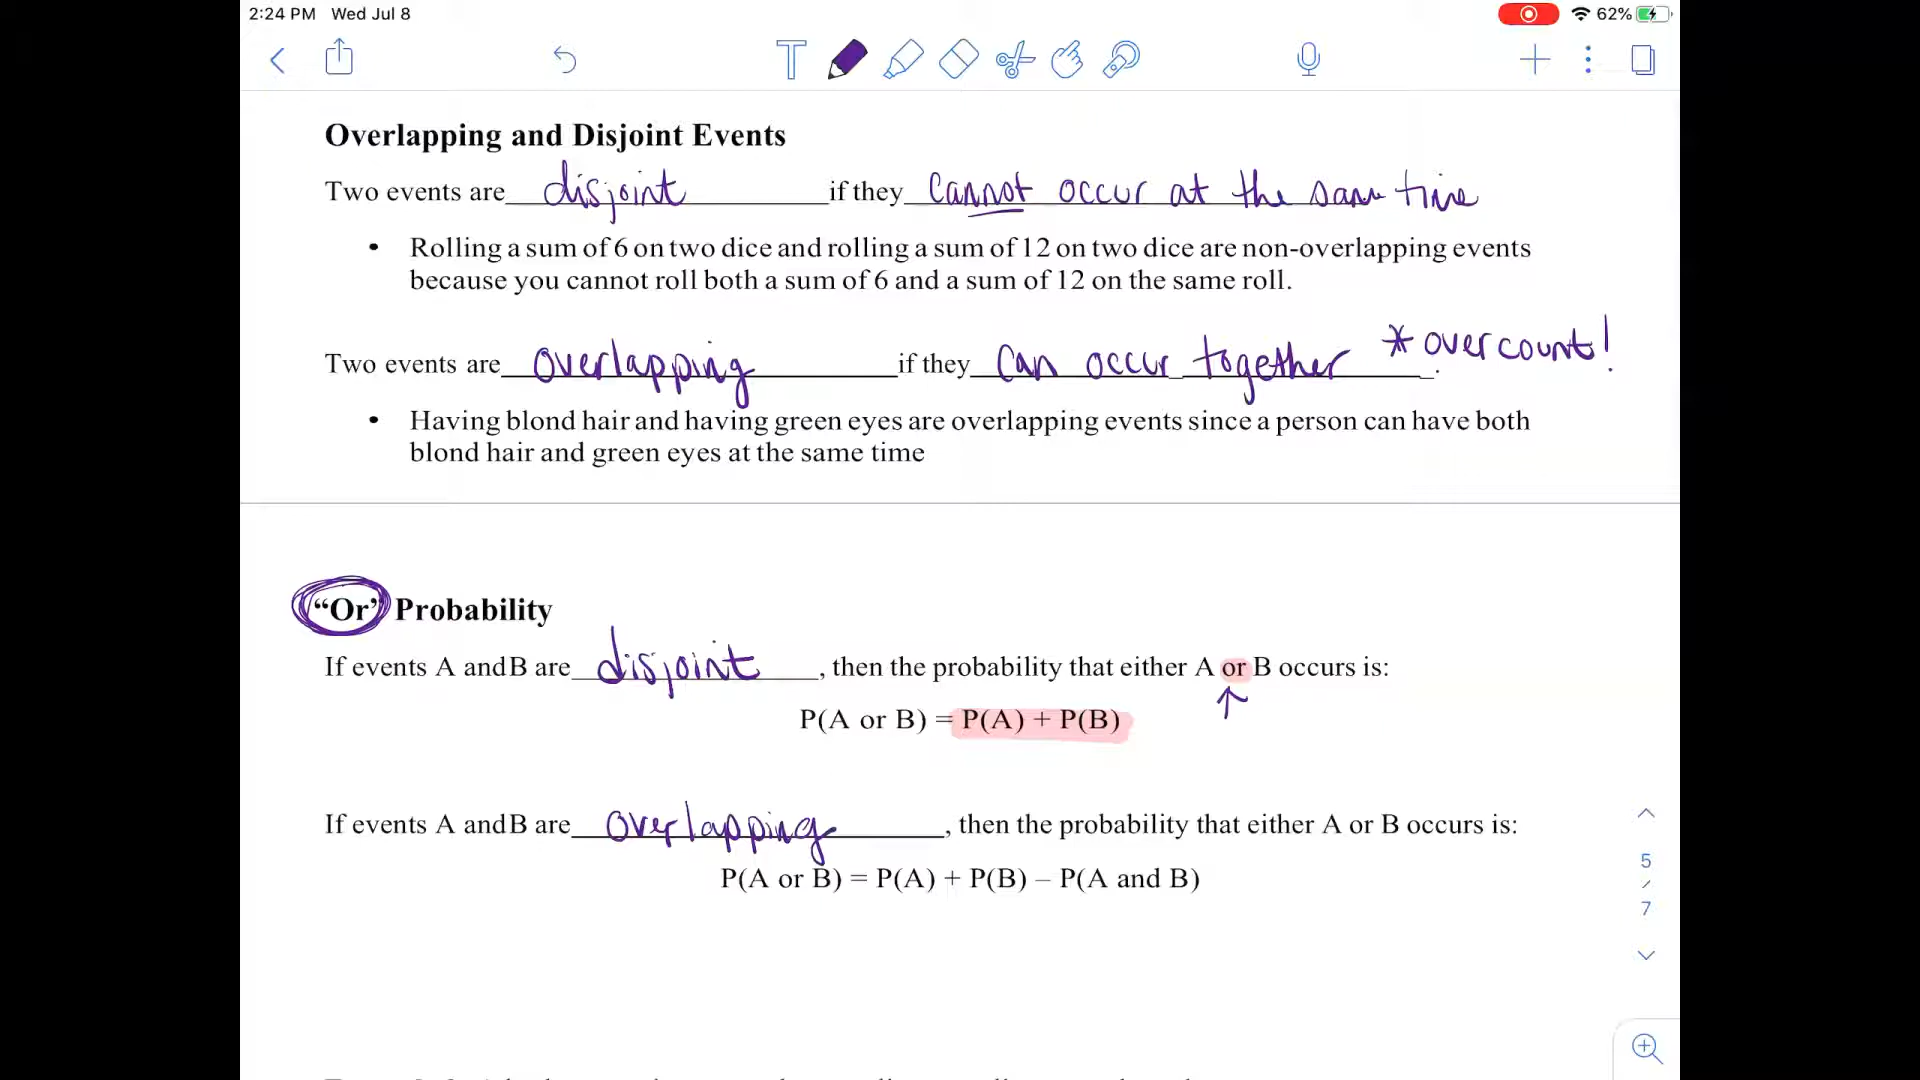 2:24 PM Wed Jul 8
62%
T
Overlapping and Disjoint Events
Two events are disjoint if they cannot occur at the same time
• Rolling a sum of 6 on two dice and rolling a sum of 12 on two dice are non-overlapping events
because you cannot roll both a sum of 6 and a sum of 12 on the same roll.
* overcount!
Two events are overlapping if they can occur together.
• Having blond hair and having green eyes are overlapping events since a person can have both
blond hair and green eyes at the same time
“Or” Probability
If events A and B are disjoint, then the probability that either A or B occurs is:
P(A or B) = P(A) + P(B)
If events A and B are overlapping, then the probability that either A or B occurs is:
P(A or B) = P(A) + P(B) – P(A and B)
5
/
7